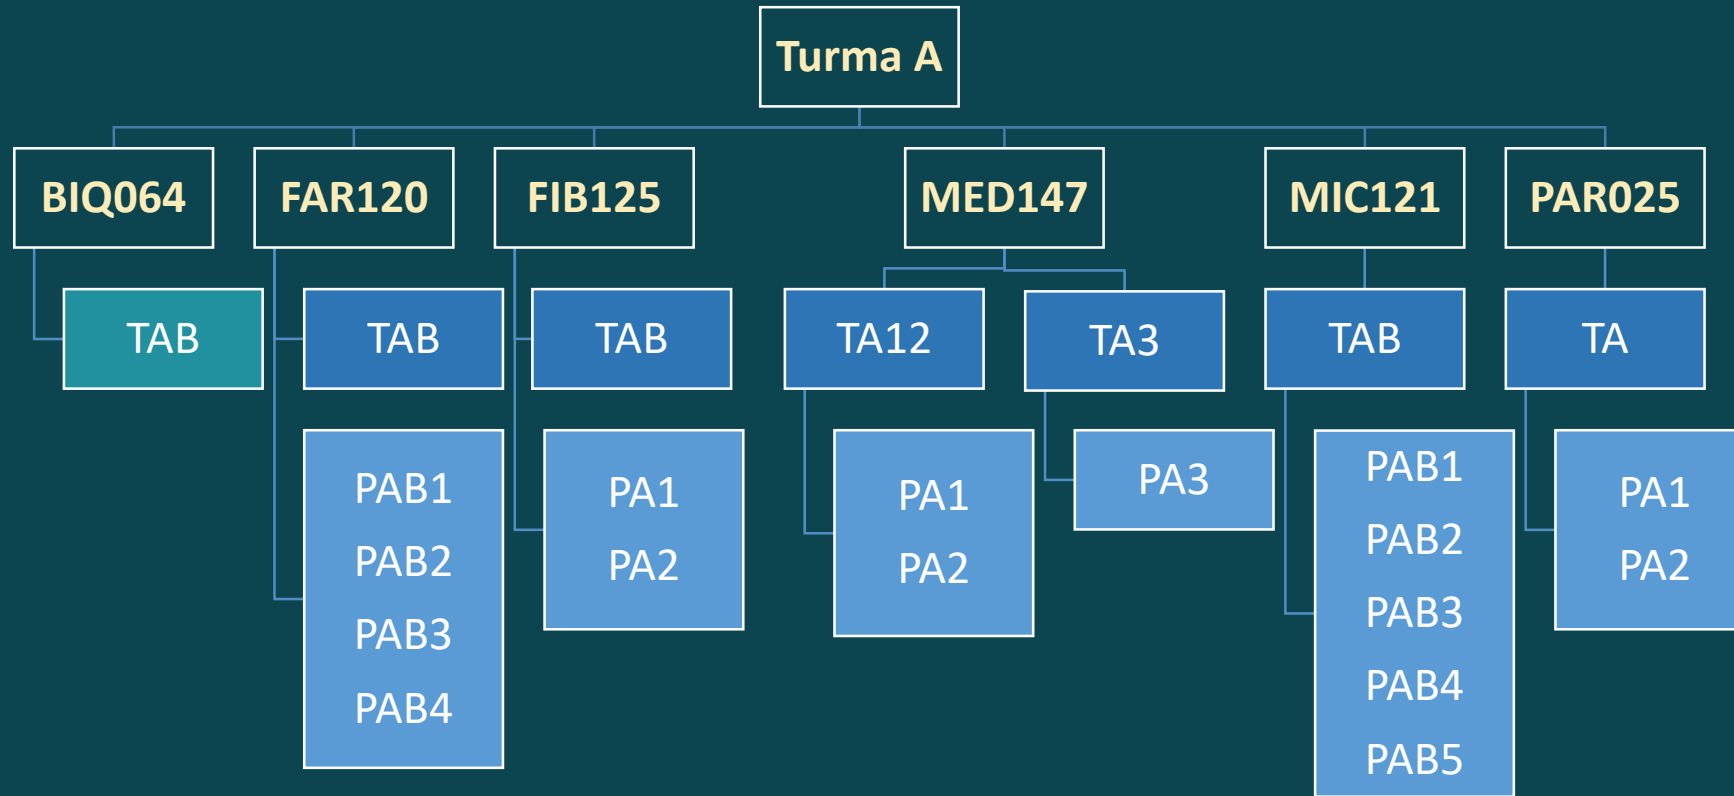 Turma A
BIQ064
FAR120
FIB125
MED147
MIC121
PAR025
TAB
TAB
TAB
TA12
TA3
TAB
TA
PAB1
PAB2
PAB3
PAB4
PA1
PA2
PA1
PA2
PA3
PAB1
PAB2
PAB3
PAB4
PAB5
PA1
PA2